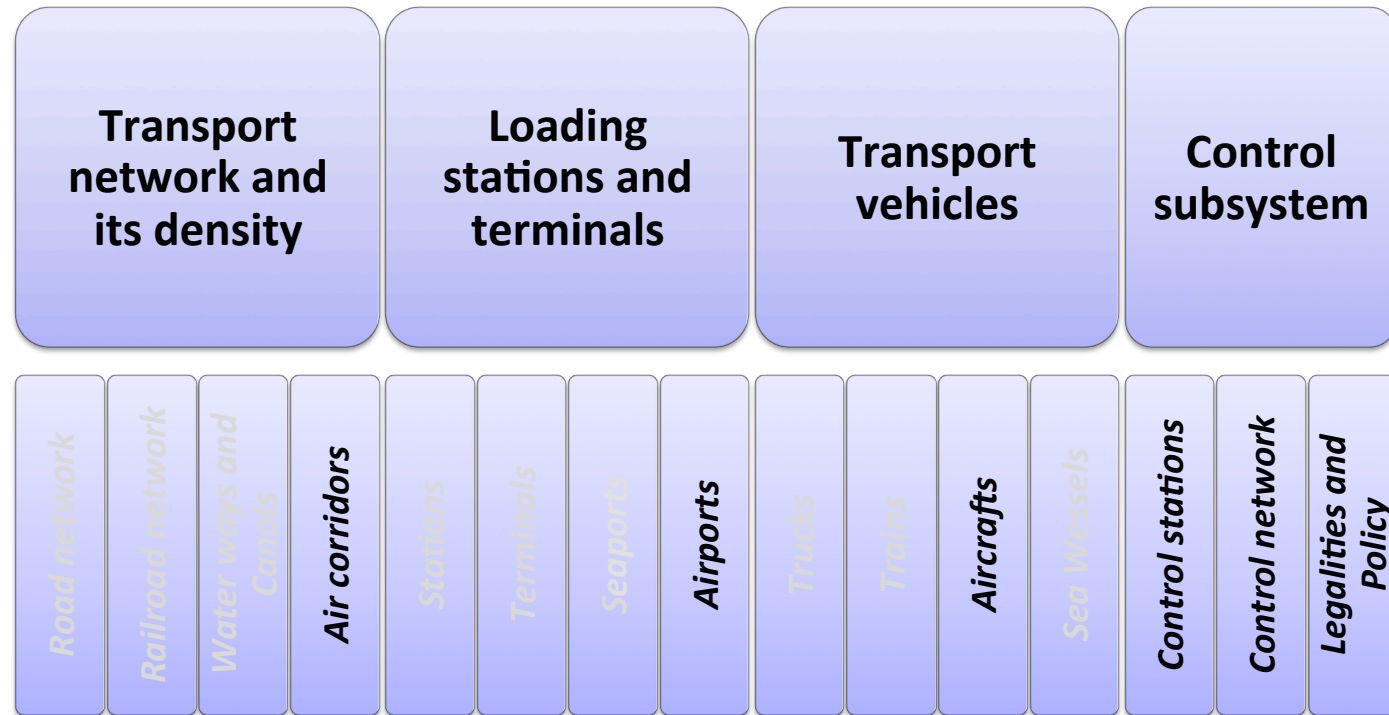 Transport
network and
its density
Loading
stations and
terminals
Transport
vehicles
Control
subsystem
Road network
Railroad network
Water ways and
Canals
Air corridors
Stations
Terminals
Seaports
Airports
Trucks
Trains
Aircrafts
Sea Wessels
Control stations
Control network
Legalities and
Policy